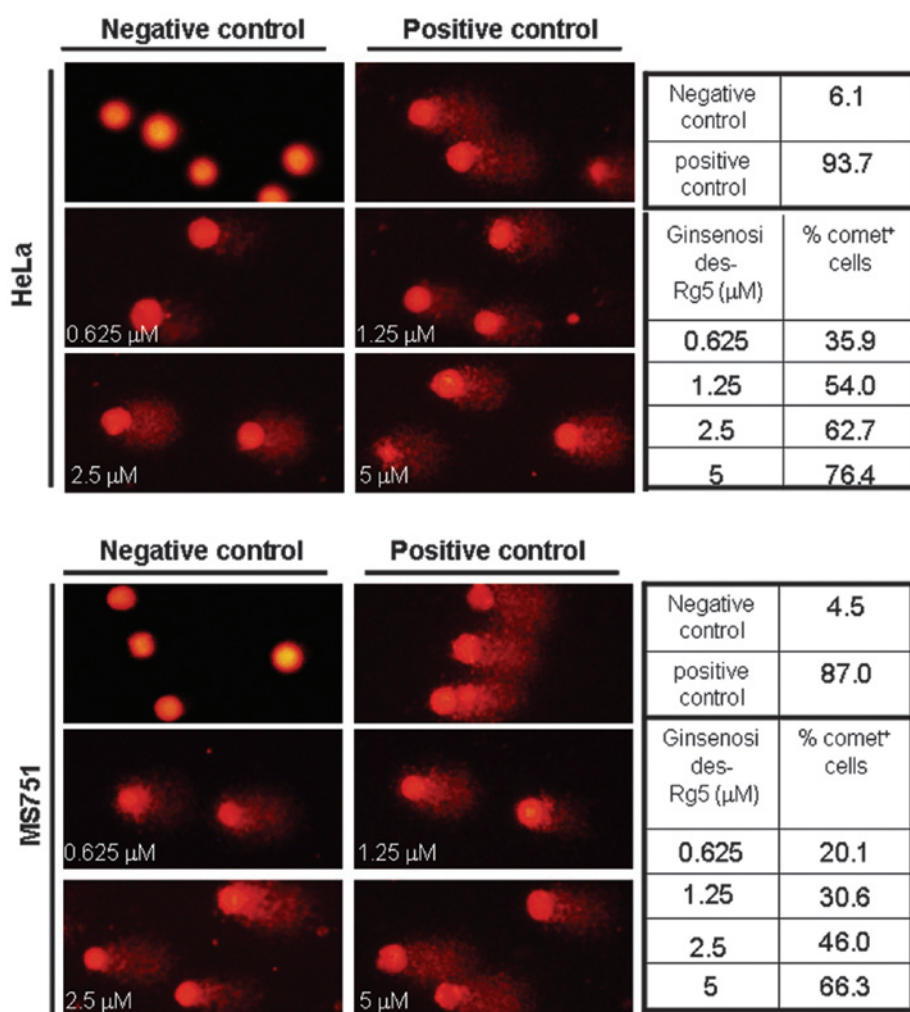 Negative control Positive control
HeLa
0.625 µM 1.25 µM
2.5 µM 5 µM
Negative control 6.1
positive control 93.7
Ginsenosi des- Rg5 (µM) % comet⁺ cells
0.625 35.9
1.25 54.0
2.5 62.7
5 76.4
Negative control Positive control
MS751
0.625 µM 1.25 µM
2.5 µM 5 µM
Negative control 4.5
positive control 87.0
Ginsenosi des- Rg5 (µM) % comet⁺ cells
0.625 20.1
1.25 30.6
2.5 46.0
5 66.3